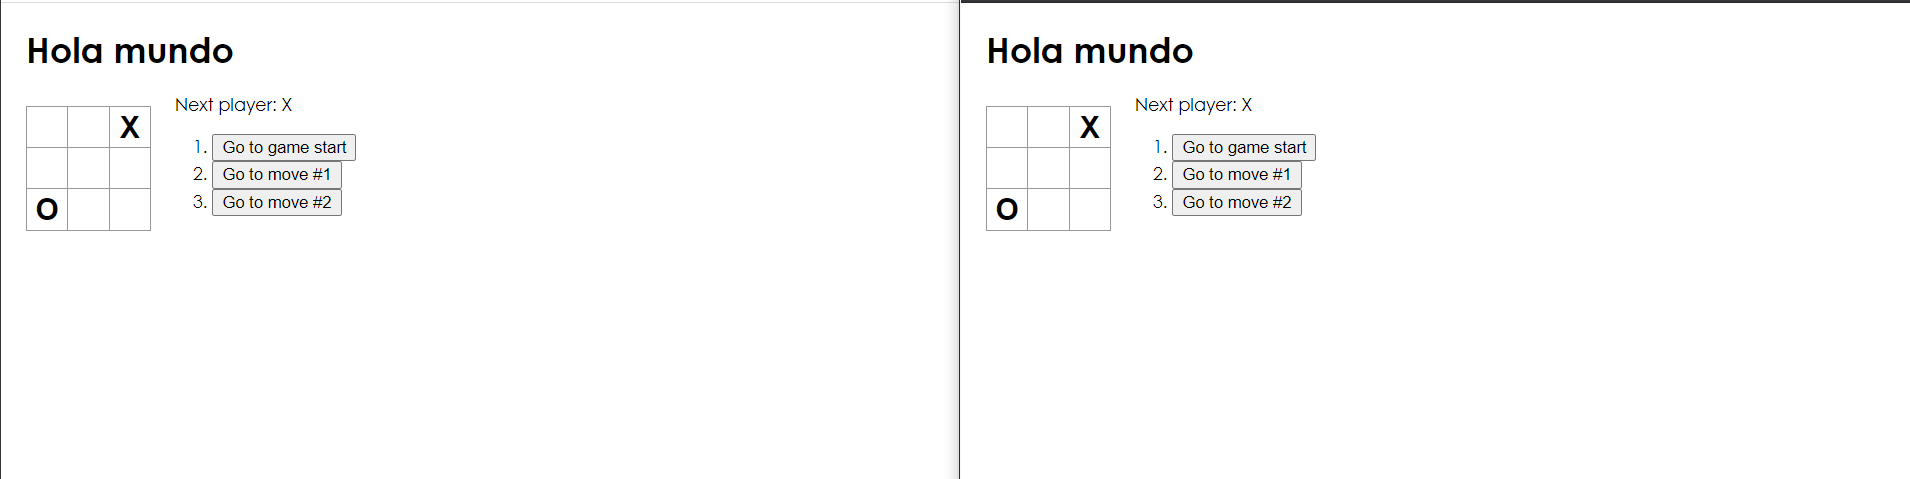 Hola mundo
Next player: X
X
1. Go to game start
2. Go to move #1
3. Go to move #2
O
Hola mundo
Next player: X
X
1. Go to game start
2. Go to move #1
3. Go to move #2
O